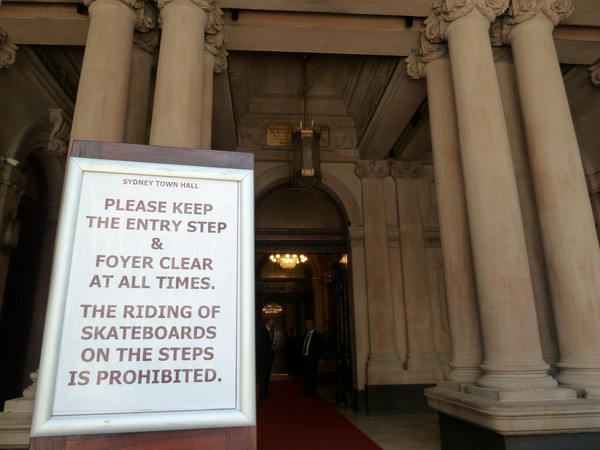 SYDNEY TOWN HALL
PLEASE KEEP
THE ENTRY STEP
&
FOYER CLEAR
AT ALL TIMES.
THE RIDING OF
SKATEBOARDS
ON THE STEPS
IS PROHIBITED.